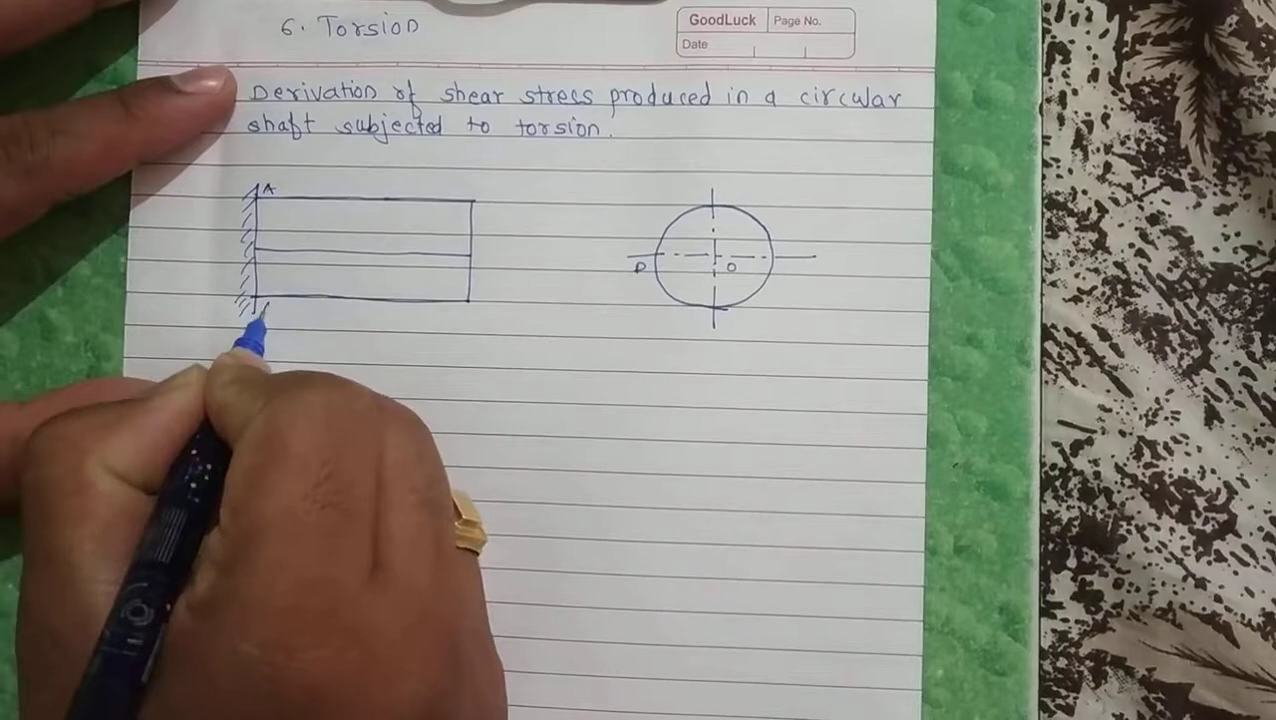 6. Torsion
GoodLuck Page No.
Date
Derivation of shear stress produced in a circular
shaft subjected to torsion.
A
D O